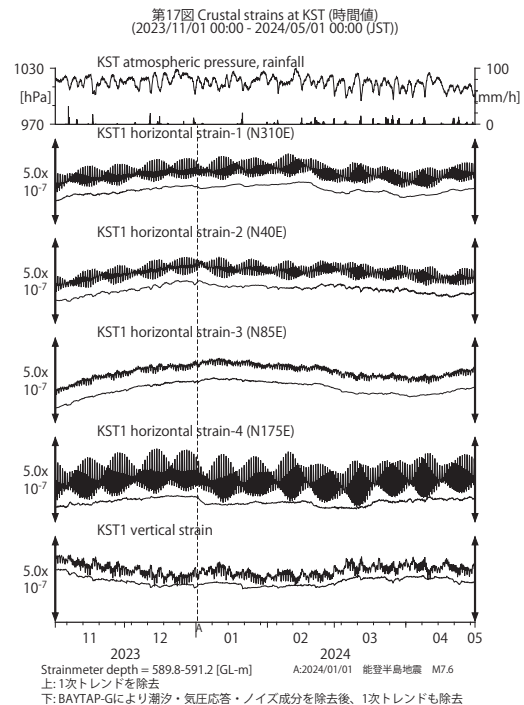 第17図 Crustal strains at KST (時間値)
(2023/11/01 00:00 - 2024/05/01 00:00 (JST))
KST atmospheric pressure, rainfall
1030
100
[hPa]
[mm/h]
970
0
KST1 horizontal strain-1 (N310E)
5.0x
10-7
KST1 horizontal strain-2 (N40E)
5.0x
10-7
KST1 horizontal strain-3 (N85E)
5.0x
10-7
KST1 horizontal strain-4 (N175E)
5.0x
10-7
KST1 vertical strain
5.0x
10-7
A
11 12 01 02 03 04 05
2023 2024
Strainmeter depth = 589.8-591.2 [GL-m] A:2024/01/01 能登半島地震 M7.6
上: 1次トレンドを除去
下: BAYTAP-Gにより潮汐・気圧応答・ノイズ成分を除去後、1次トレンドも除去